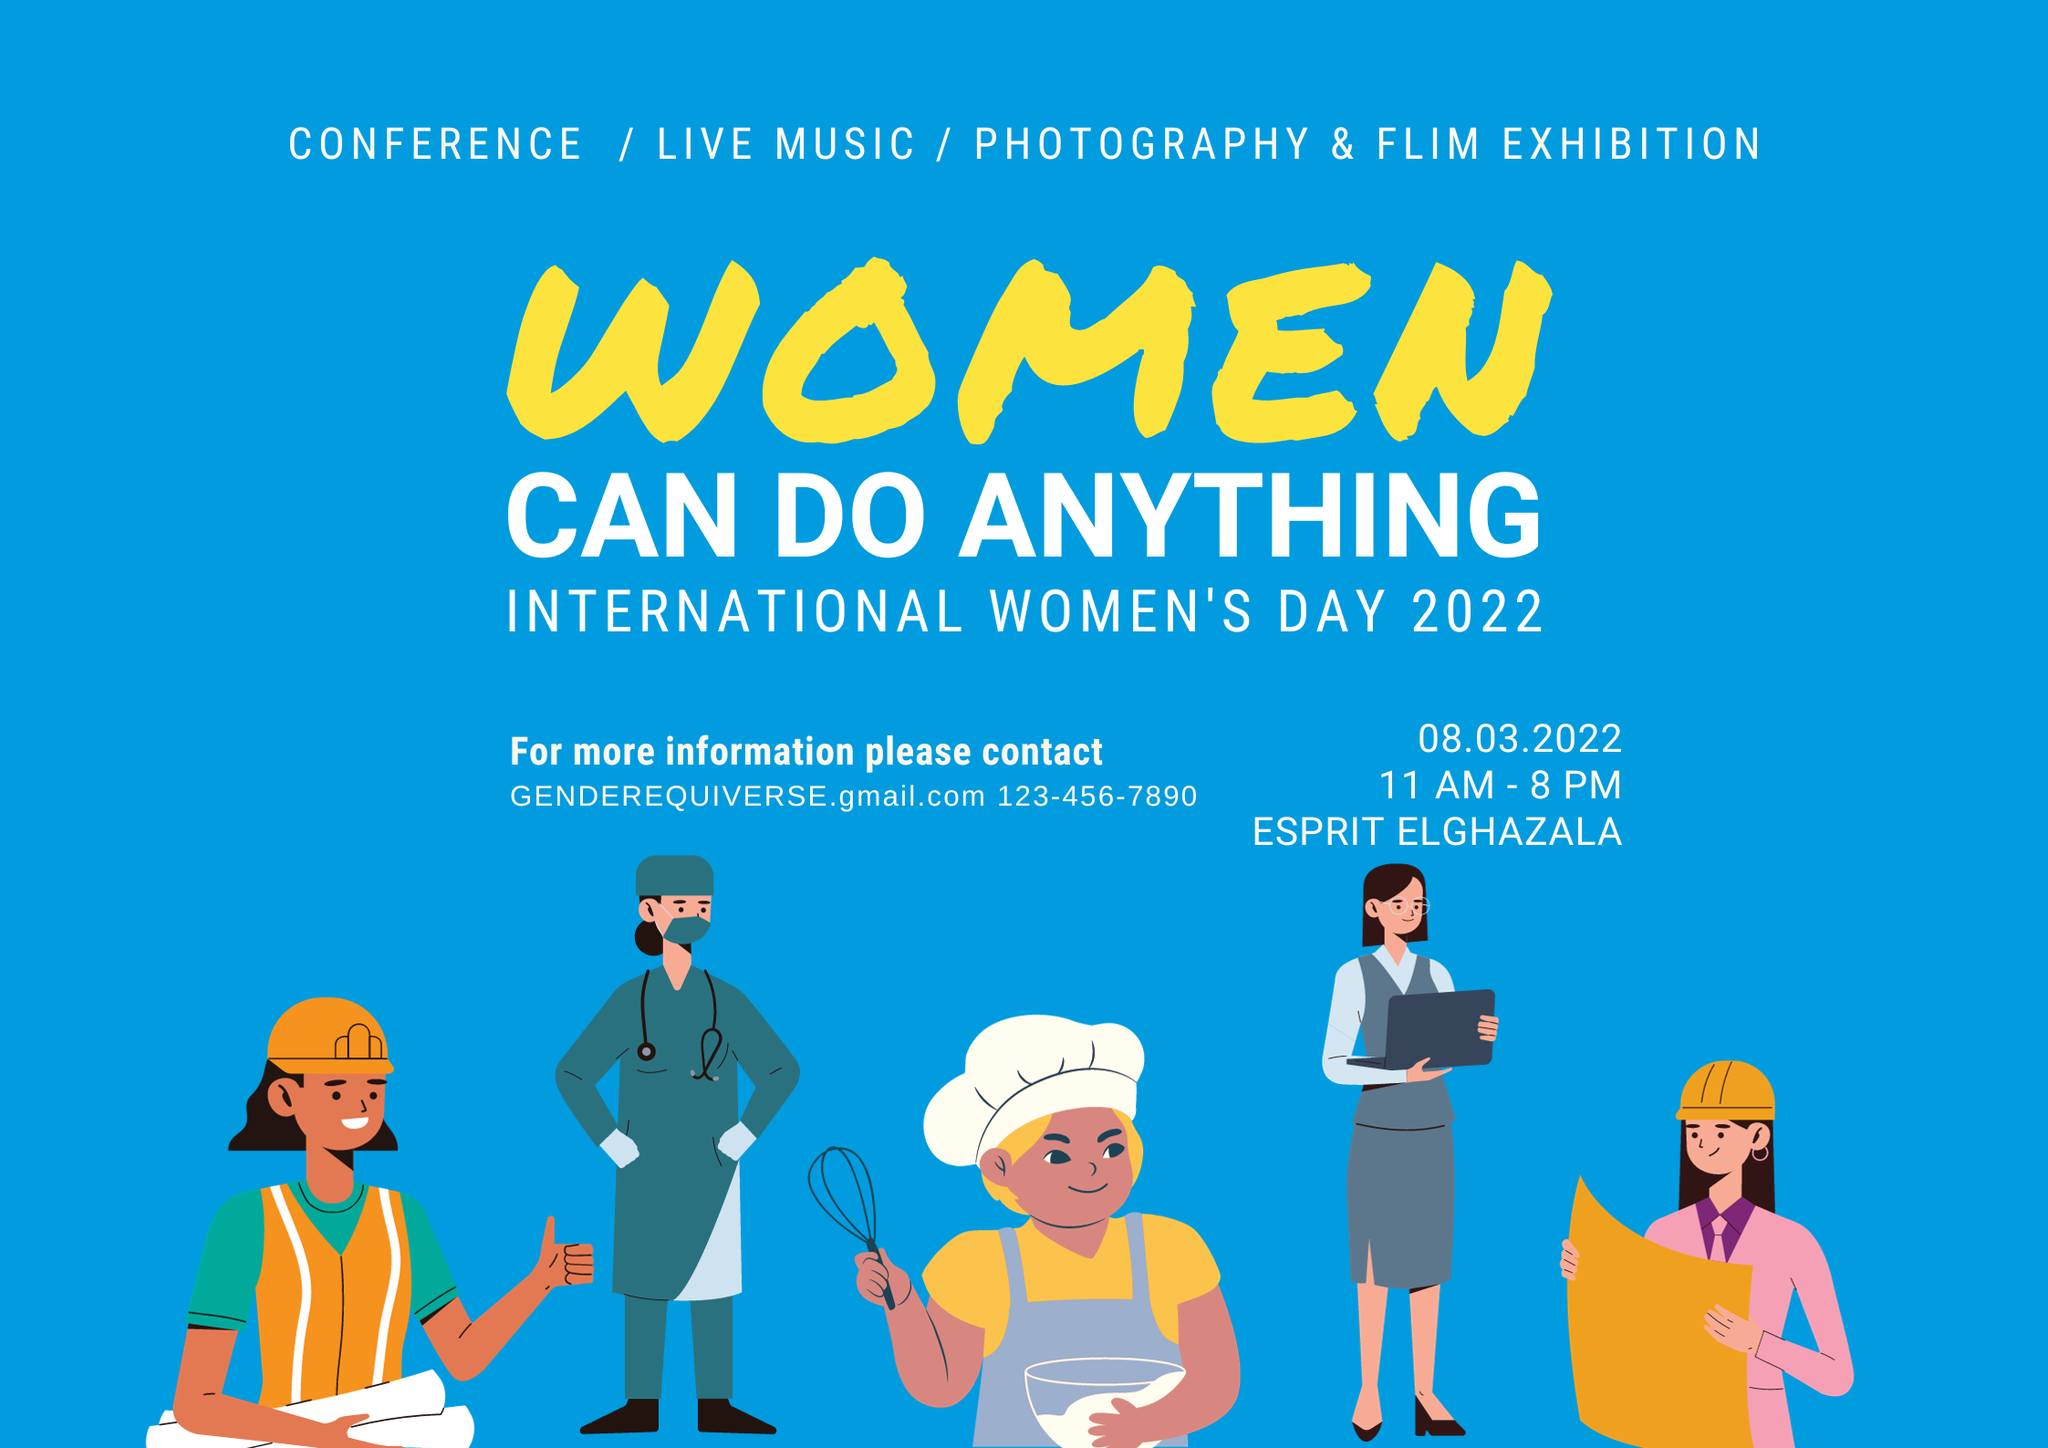 CONFERENCE / LIVE MUSIC / PHOTOGRAPHY & FLIM EXHIBITION
WOMEN
CAN DO ANYTHING
INTERNATIONAL WOMEN'S DAY 2022
For more information please contact
GENDEREQUIVERSE.gmail.com 123-456-7890
08.03.2022
11 AM - 8 PM
ESPRIT ELGHAZALA